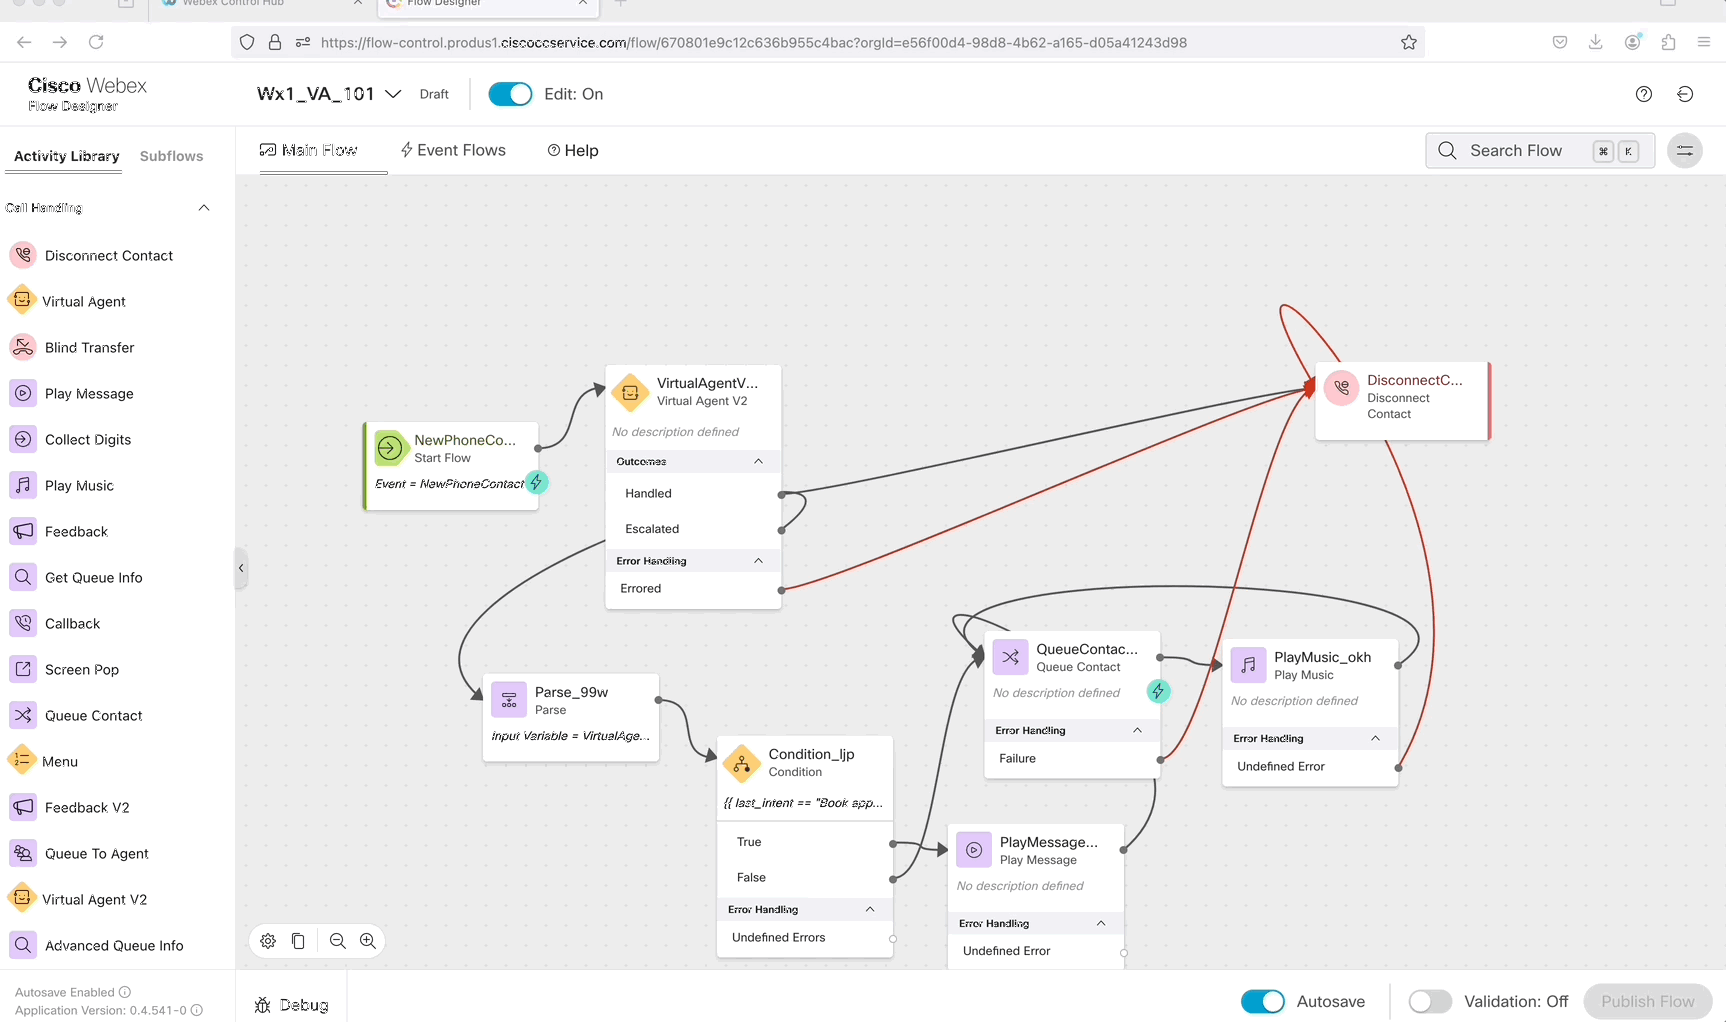 Webex Control Hub
Flow Designer
https://flow-control.produs1.ciscoccservice.com/flow/670801e9c12c636b955c4bac?orgId=e56f00d4-98d8-4b62-a165-d05a41243d98
Cisco Webex
Flow Designer
Wx1_VA_101
Draft
Edit: On
Activity Library
Subflows
Main Flow
Event Flows
Help
Search Flow
⌘
K
Call Handling
Disconnect Contact
Virtual Agent
Blind Transfer
Play Message
Collect Digits
Play Music
Feedback
Get Queue Info
Callback
Screen Pop
Queue Contact
Menu
Feedback V2
Queue To Agent
Virtual Agent V2
Advanced Queue Info
NewPhoneCo...
Start Flow
Event = NewPhoneContact
VirtualAgentV...
Virtual Agent V2
No description defined
Outcomes
Handled
Escalated
Error Handling
Errored
DisconnectC...
Disconnect
Contact
Parse_99w
Parse
Input Variable = VirtualAge...
Condition_ljp
Condition
{{ last_intent == "Book app...
True
False
Error Handling
Undefined Errors
QueueContac...
Queue Contact
No description defined
Error Handling
Failure
PlayMusic_okh
Play Music
No description defined
Error Handling
Undefined Error
PlayMessage...
Play Message
No description defined
Error Handling
Undefined Error
Autosave Enabled
Application Version: 0.4.541-0
Debug
Autosave
Validation: Off
Publish Flow